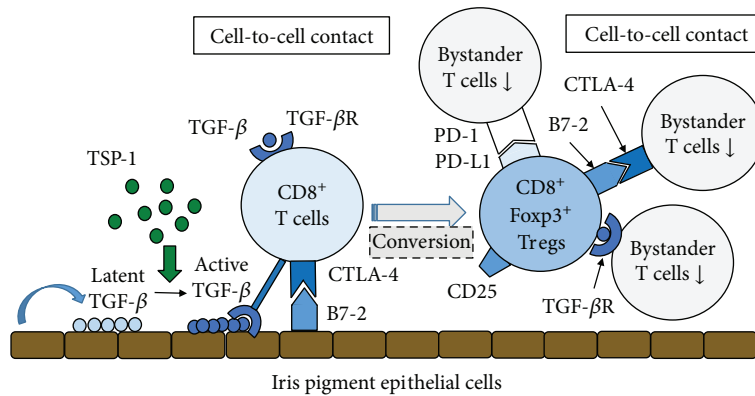 Cell-to-cell contact
Cell-to-cell contact
Bystander
T cells ↓
CTLA-4
TGF-β
TGF-βR
B7-2
PD-1
PD-L1
Bystander
T cells ↓
TSP-1
CD8⁺
T cells
CD8⁺
Foxp3⁺
Tregs
Conversion
Bystander
T cells ↓
Latent
TGF-β
Active
TGF-β
CTLA-4
CD25
TGF-βR
B7-2
Iris pigment epithelial cells